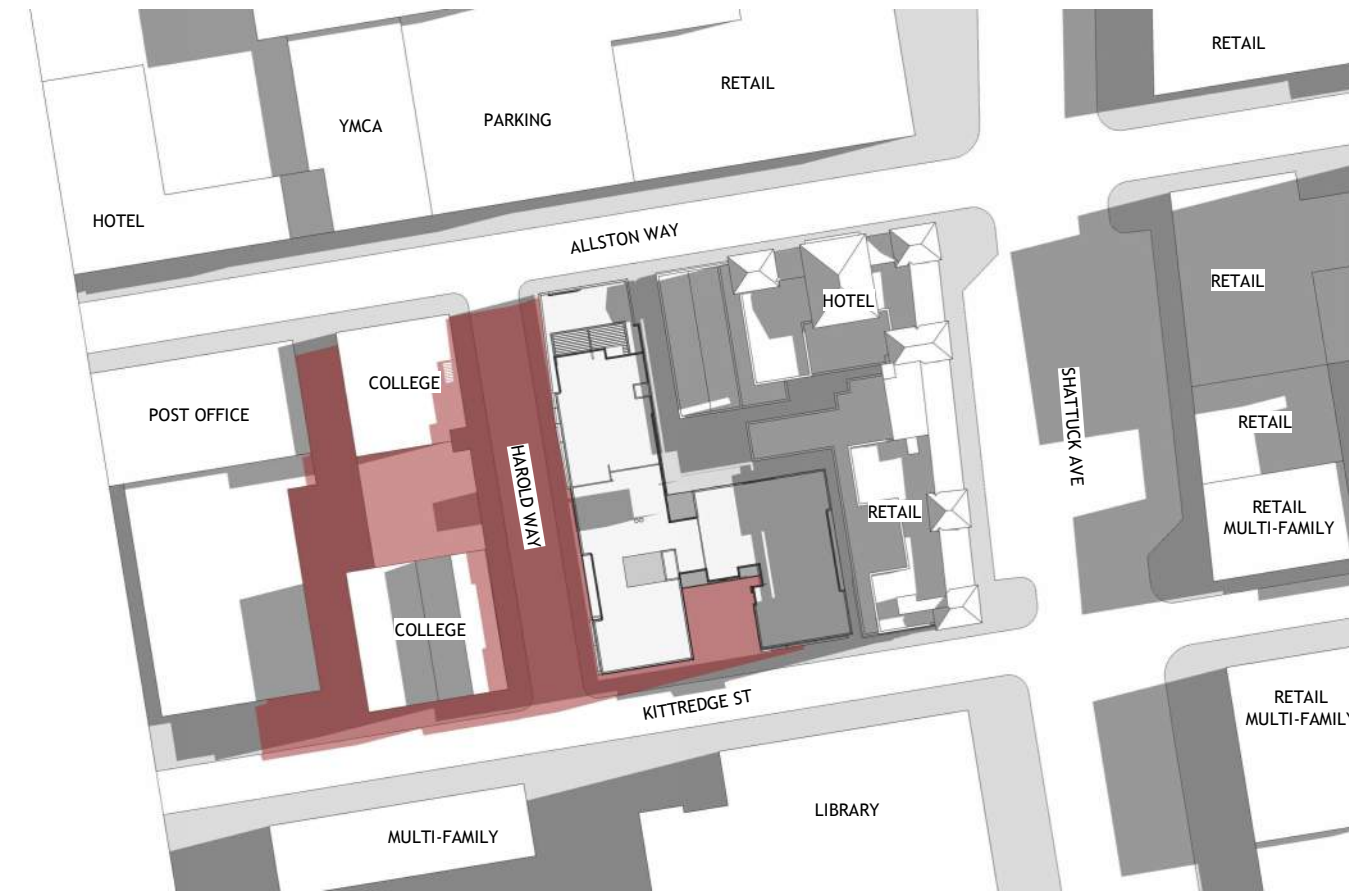 RETAIL
RETAIL
YMCA
PARKING
HOTEL
ALLSTON WAY
HOTEL
RETAIL
COLLEGE
POST OFFICE
HAROLD WAY
SHATTUCK AVE
RETAIL
RETAIL
RETAIL
MULTI-FAMILY
COLLEGE
KITTREDGE ST
RETAIL
MULTI-FAMILY
LIBRARY
MULTI-FAMILY